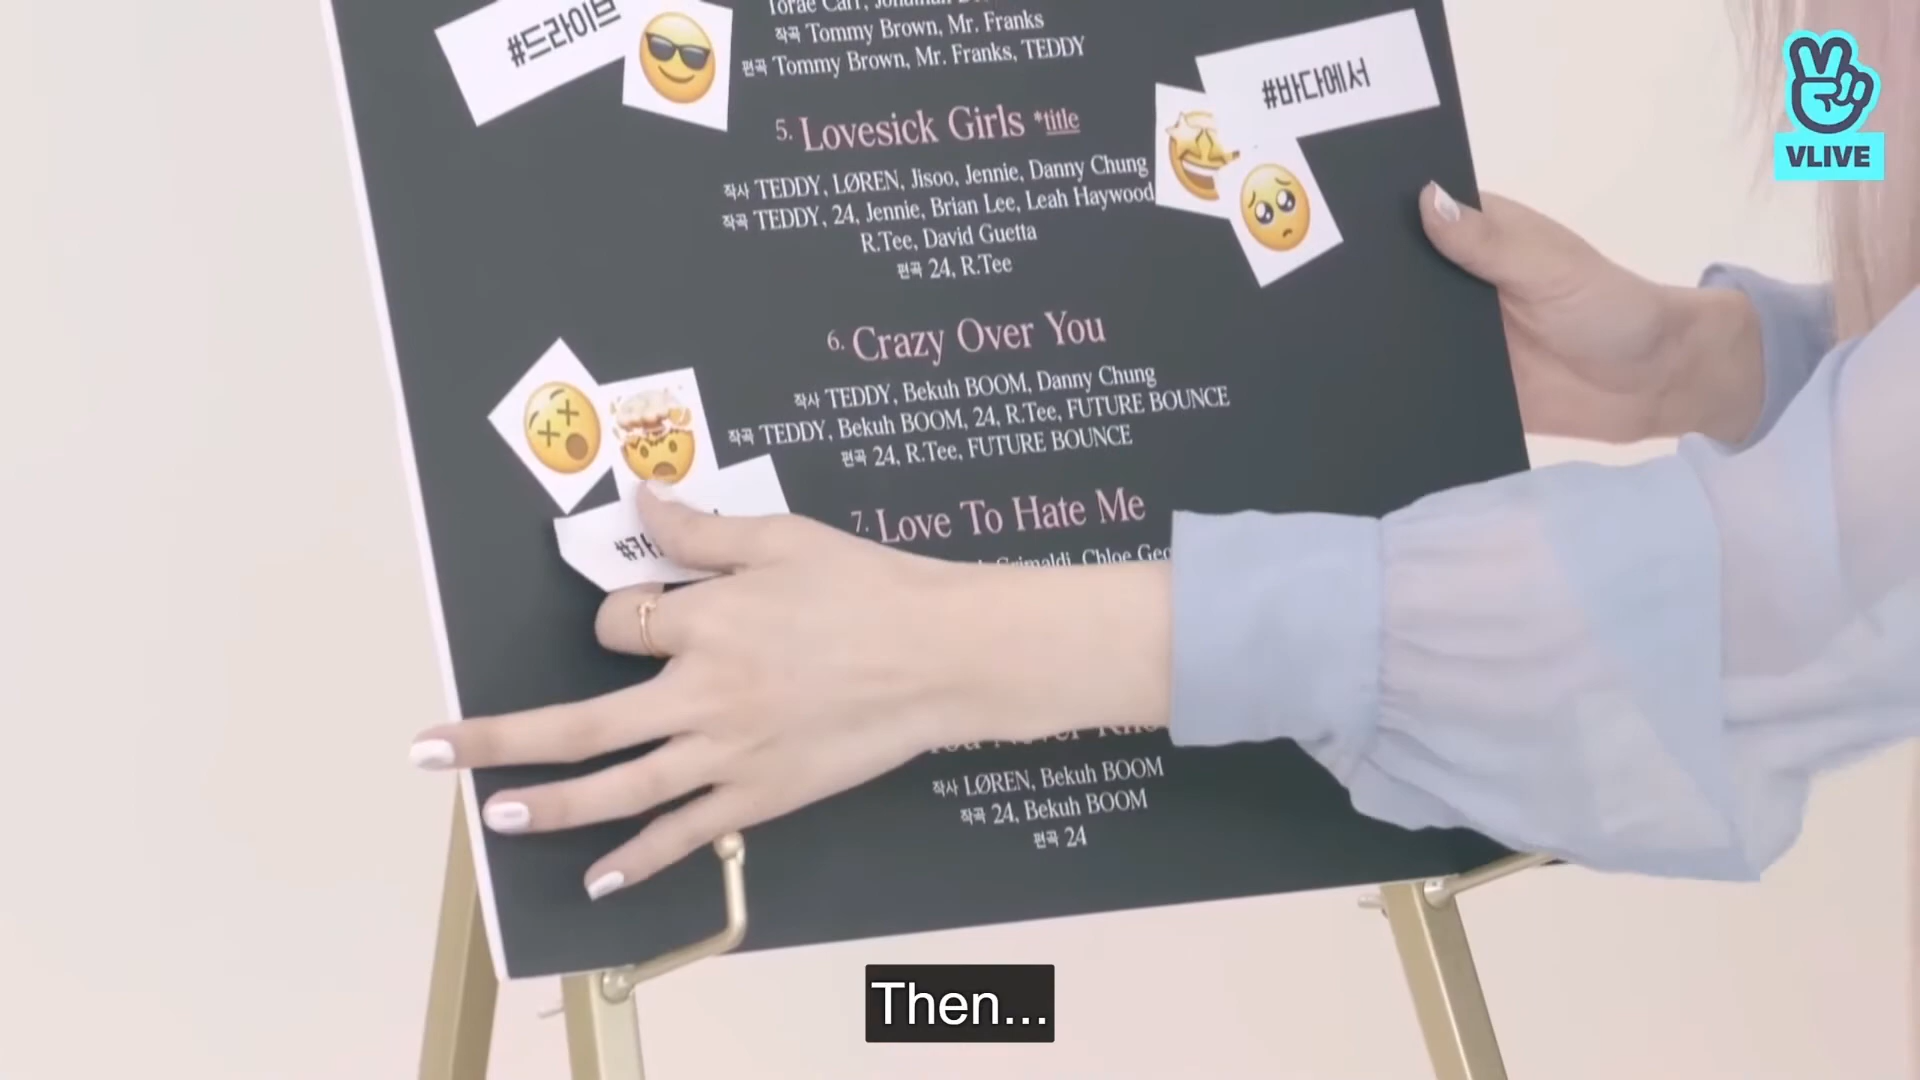 #드라이브
작곡 Tommy Brown, Mr. Franks
편곡 Tommy Brown, Mr. Franks, TEDDY
#바다에서
5. Lovesick Girls *title
작사 TEDDY, LØREN, Jisoo, Jennie, Danny Chung
작곡 TEDDY, 24, Jennie, Brian Lee, Leah Haywood
R.Tee, David Guetta
편곡 24, R.Tee
6. Crazy Over You
작사 TEDDY, Bekuh BOOM, Danny Chung
작곡 TEDDY, Bekuh BOOM, 24, R.Tee, FUTURE BOUNCE
편곡 24, R.Tee, FUTURE BOUNCE
7. Love To Hate Me
Chloe
작사 LØREN, Bekuh BOOM
작곡 24, Bekuh BOOM
편곡 24
VLIVE
Then...